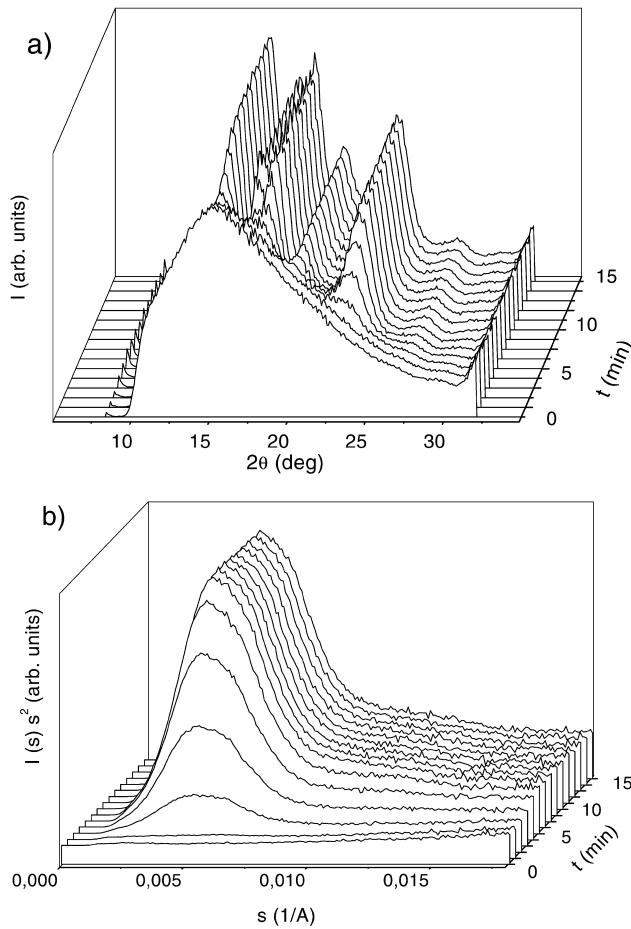 a)
I (arb. units)
15
10
5
0
t (min)
10 15 20 25 30
2θ (deg)
b)
I (s) s² (arb. units)
15
10
5
0
t (min)
0,000 0,005 0,010 0,015
s (1/A)